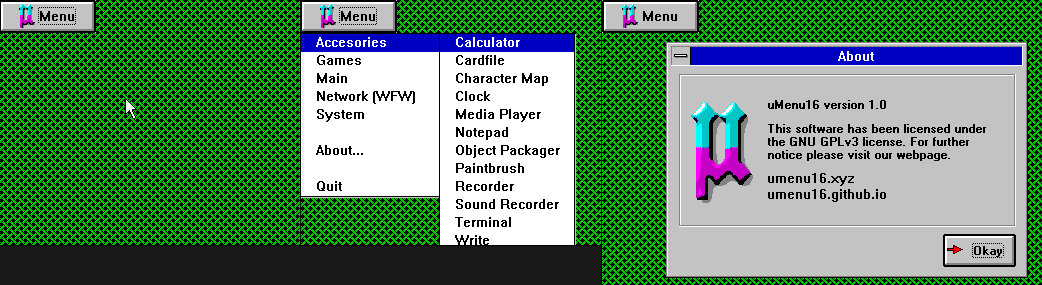 Menu
Menu
Accesories
Games
Main
Network (WFW)
System
About...
Quit
Calculator
Cardfile
Character Map
Clock
Media Player
Notepad
Object Packager
Paintbrush
Recorder
Sound Recorder
Terminal
Write
Menu
About
uMenu16 version 1.0
This software has been licensed under
the GNU GPLv3 license. For further
notice please visit our webpage.
umenu16.xyz
umenu16.github.io
Okay